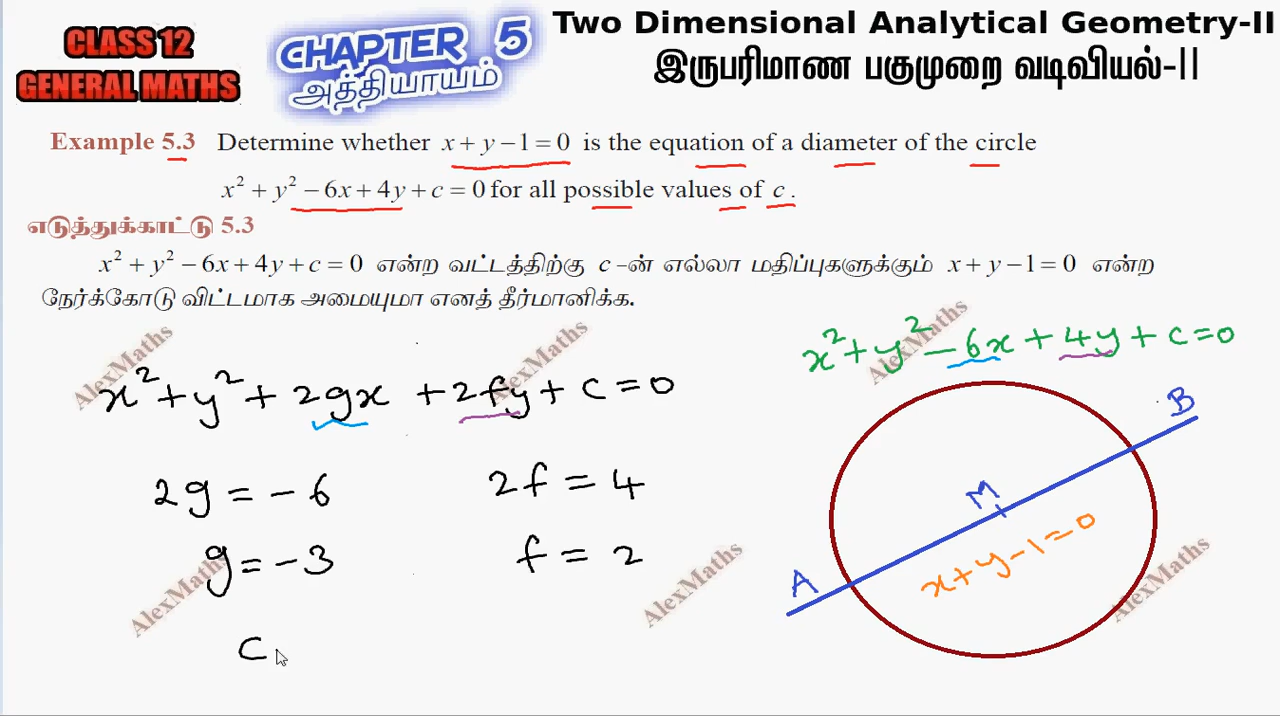 CLASS 12
GENERAL MATHS
CHAPTER 5
அத்தியாயம்
Two Dimensional Analytical Geometry-II
இருபரிமாண பகுமுறை வடிவியல்-II
Example 5.3 Determine whether x + y − 1 = 0 is the equation of a diameter of the circle
x² + y² − 6x + 4y + c = 0 for all possible values of c .
எடுத்துக்காட்டு 5.3
x² + y² − 6x + 4y + c = 0 என்ற வட்டத்திற்கு c -ன் எல்லா மதிப்புகளுக்கும் x + y − 1 = 0 என்ற
நேர்க்கோடு விட்டமாக அமையுமா எனத் தீர்மானிக்க.
x² + y² − 6x + 4y + c = 0
x² + y² + 2gx + 2fy + c = 0
2g = − 6
2f = 4
g = − 3
f = 2
C
A
M
B
x + y − 1 = 0
AlexMaths
AlexMaths
AlexMaths
AlexMaths
AlexMaths
AlexMaths